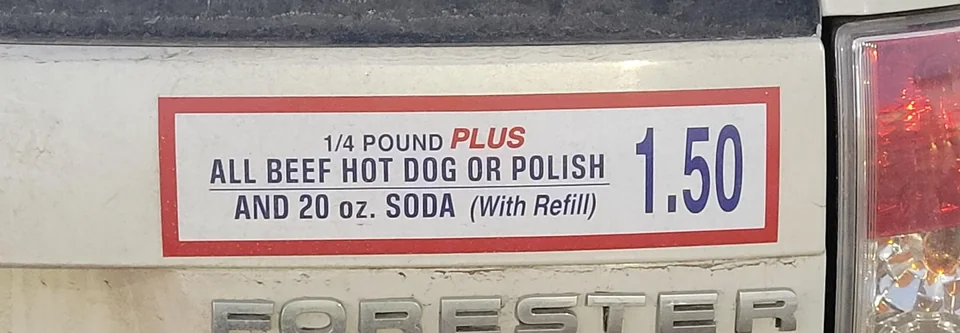 1/4 POUND PLUS
ALL BEEF HOT DOG OR POLISH
AND 20 oz. SODA (With Refill)
1.50
FORESTER